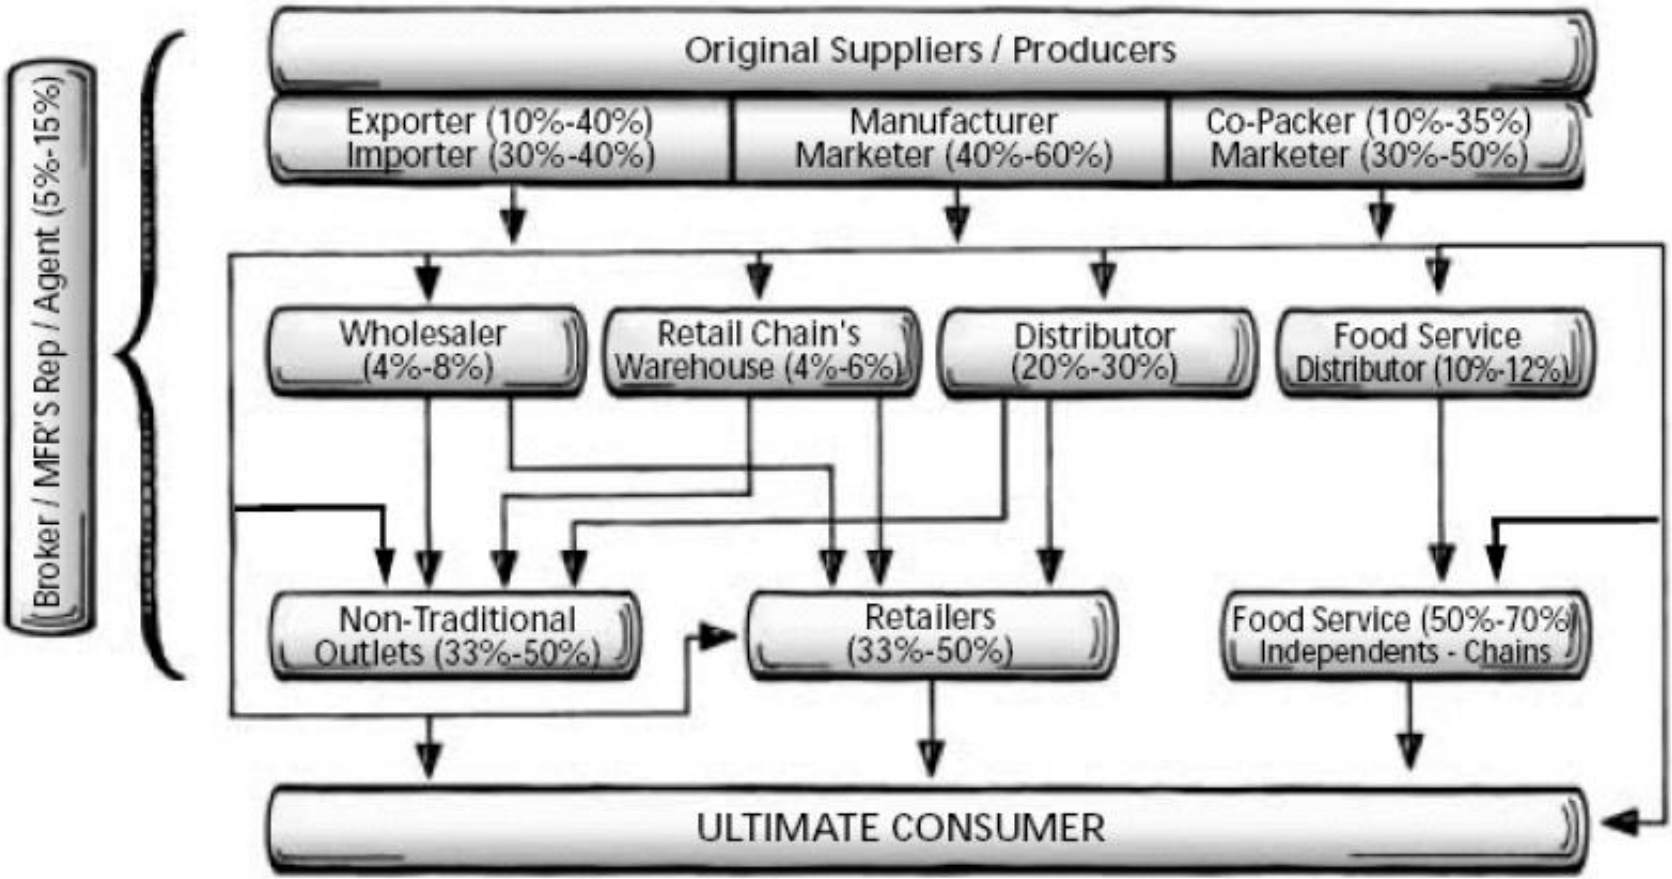 Original Suppliers / Producers
Exporter (10%-40%)
Importer (30%-40%)
Manufacturer
Marketer (40%-60%)
Co-Packer (10%-35%)
Marketer (30%-50%)
Broker / MFR'S Rep / Agent (5%-15%)
Wholesaler
(4%-8%)
Retail Chain's
Warehouse (4%-6%)
Distributor
(20%-30%)
Food Service
Distributor (10%-12%)
Non-Traditional
Outlets (33%-50%)
Retailers
(33%-50%)
Food Service (50%-70%)
Independents - Chains
ULTIMATE CONSUMER